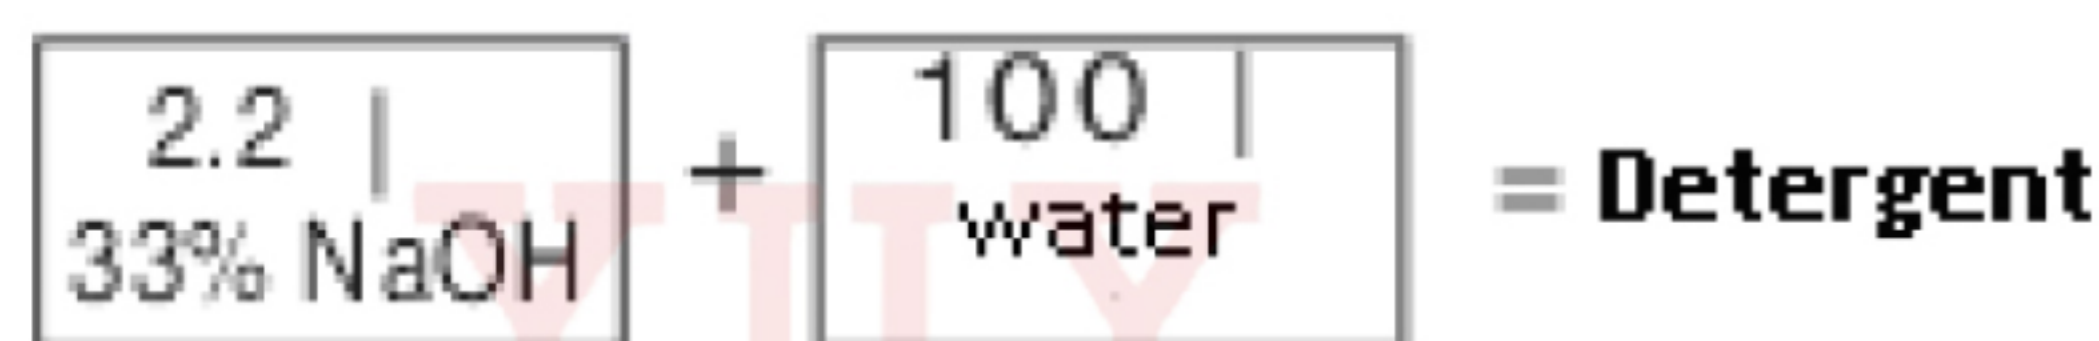 2.2 l
33% NaOH
+
100 l
water
= Detergent